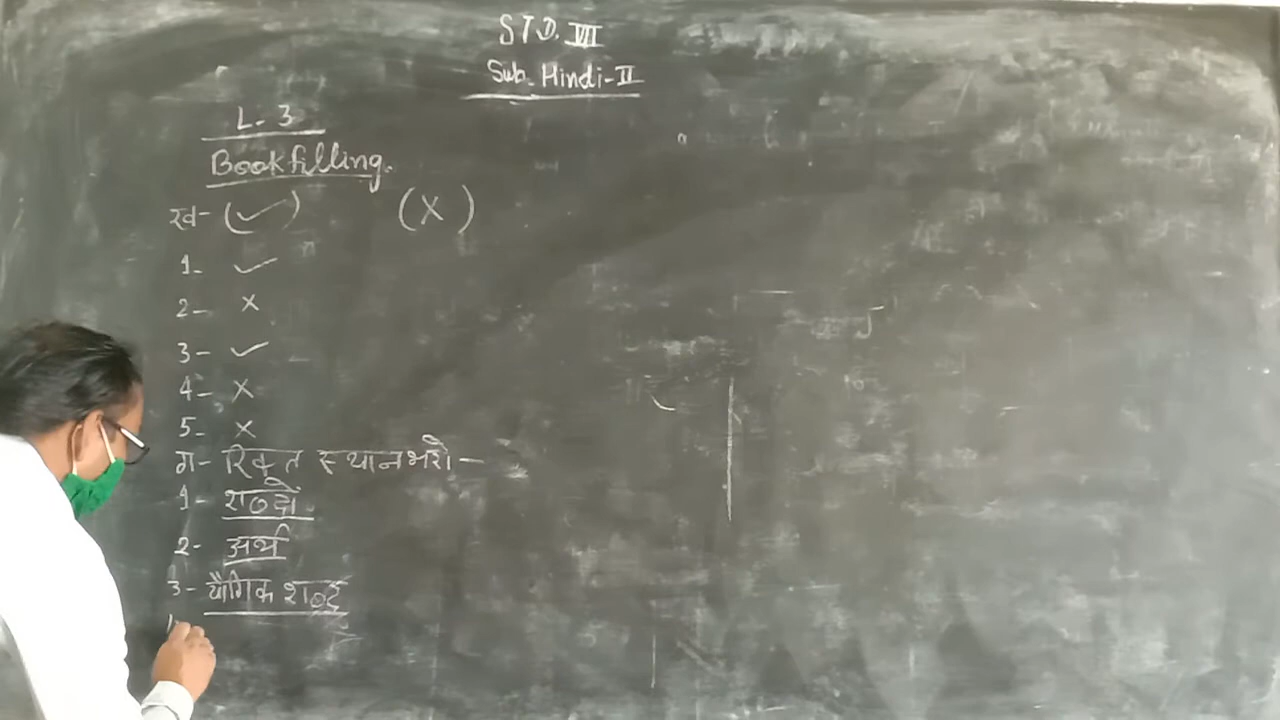 STD. VII
Sub. Hindi-II
L-3
Bookfilling.
ख- (✓) (X)
1- ✓
2- X
3- ✓
4- X
5- X
ग- रिक्त स्थान भरो-
1- शब्दों
2- अर्थ
3- यौगिक शब्द